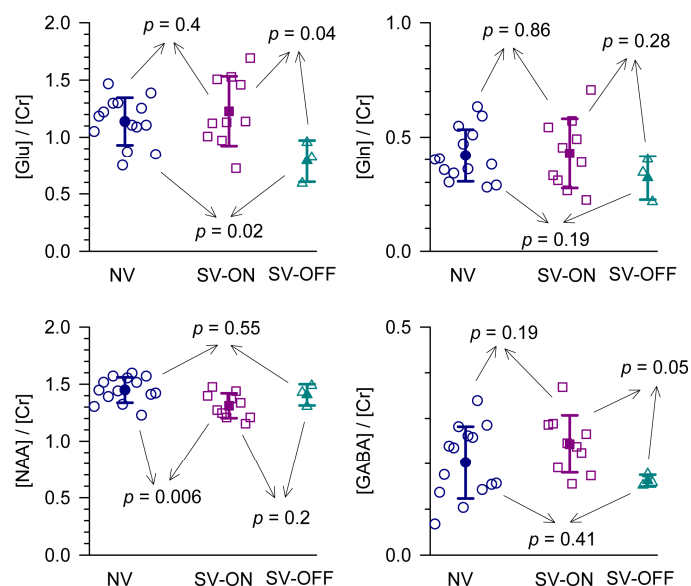 2.0
p = 0.4
p = 0.04
1.5
1.0
0.5
p = 0.02
0.0
[Glu] / [Cr]
NV
SV-ON
SV-OFF
1.0
p = 0.86
p = 0.28
0.5
p = 0.19
0.0
[Gln] / [Cr]
NV
SV-ON
SV-OFF
2.0
p = 0.55
1.5
1.0
0.5
p = 0.006
p = 0.2
0.0
[NAA] / [Cr]
NV
SV-ON
SV-OFF
0.5
p = 0.19
p = 0.05
p = 0.41
0.0
[GABA] / [Cr]
NV
SV-ON
SV-OFF